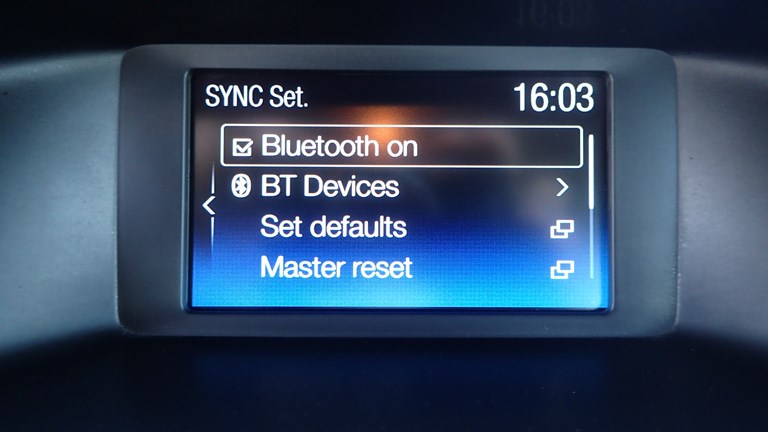 SYNC Set. 16:03
Bluetooth on
BT Devices
Set defaults
Master reset